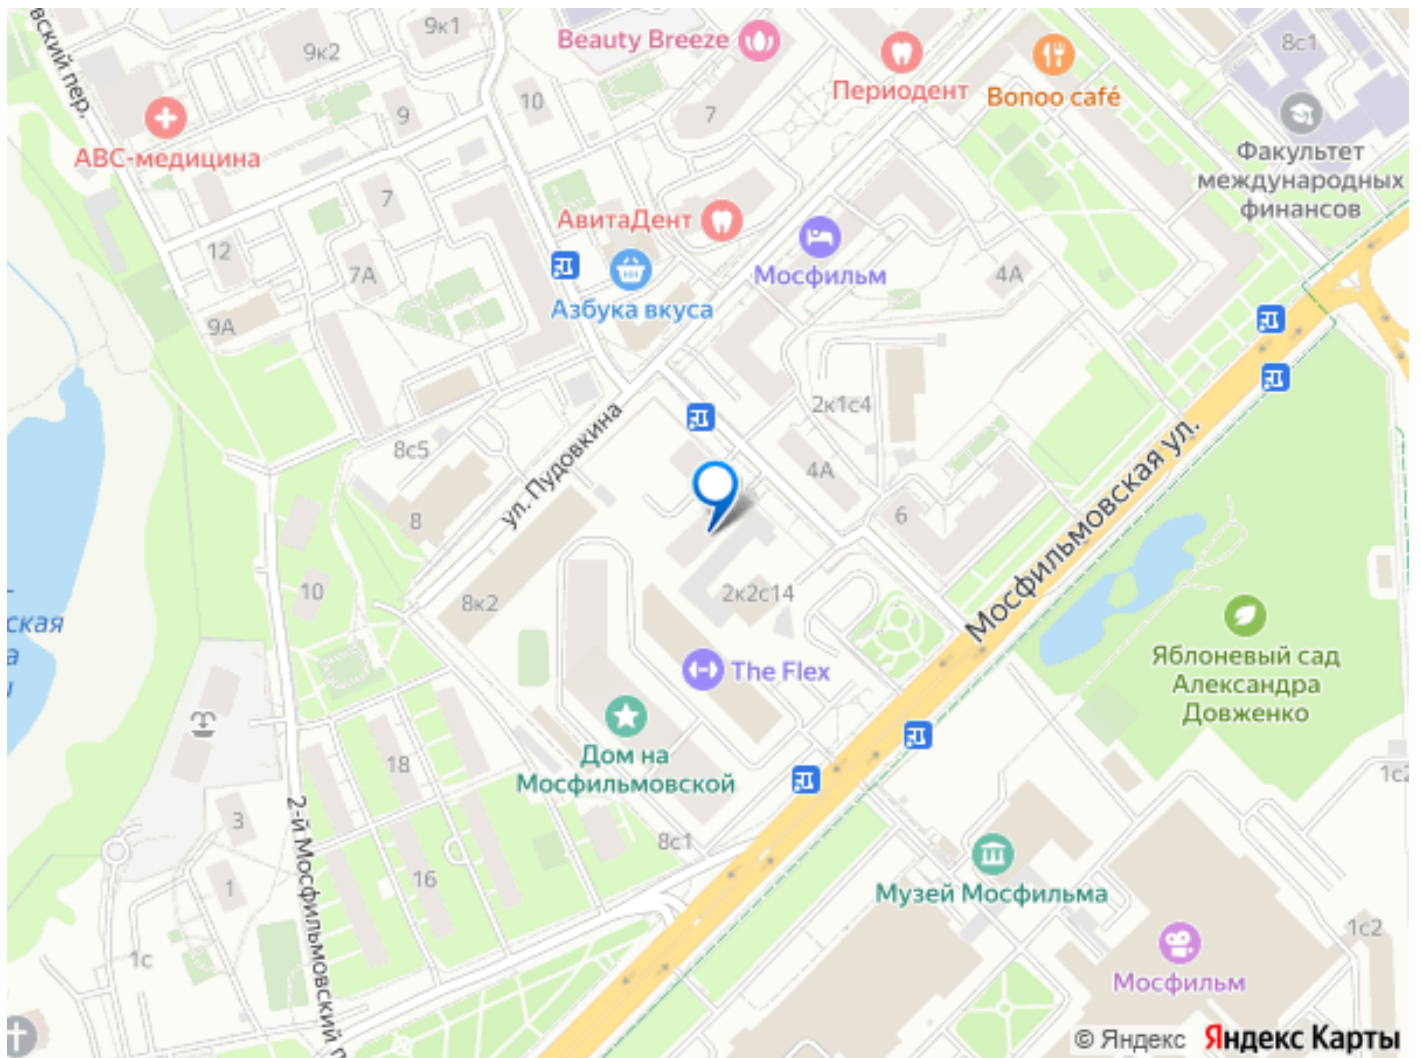 вский пер.
9к2
9к1
Beauty Breeze
Периодент
Bonoo café
8с1
АВС-медицина
9
10
7
Факультет
международных
финансов
7
АвитаДент
12
7А
Мосфильм
4А
Азбука вкуса
9А
2к1с4
ул. Пудовкина
8с5
4А
Мосфильмовская ул.
8
6
10
8к2
2к2с14
ская
а
и
The Flex
Яблоневый сад
Александра
Довженко
Дом на
Мосфильмовской
18
1с2
3
2-й Мосфильмовский п
8с1
16
1
Музей Мосфильма
1с2
1с
Мосфильм
© Яндекс Яндекс Карты